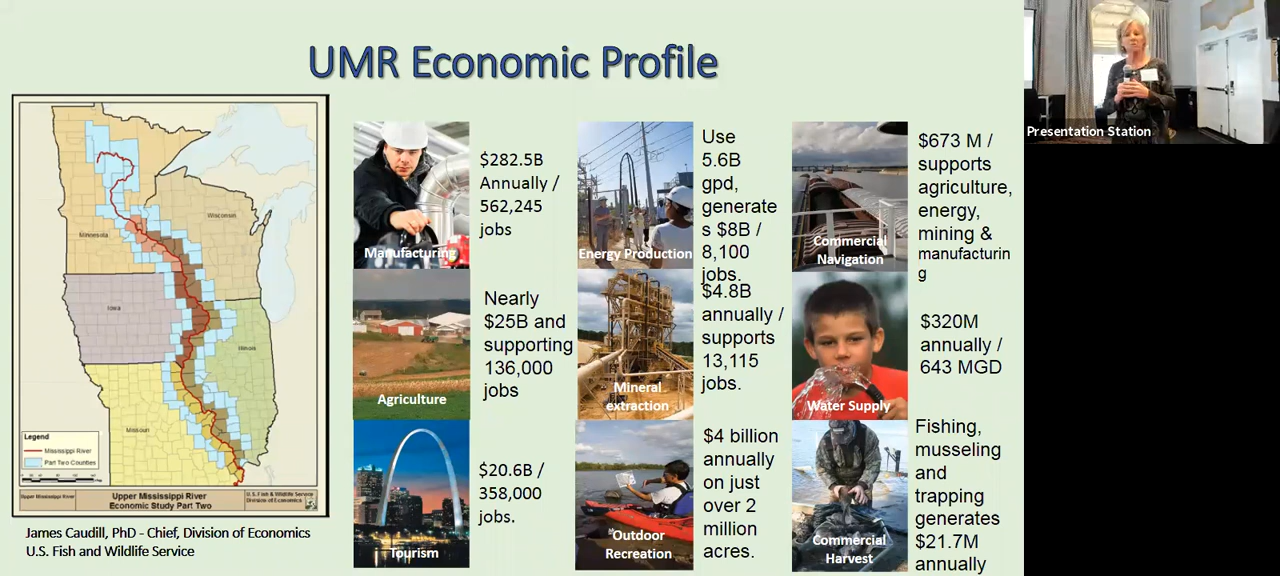 UMR Economic Profile
Wisconsin
Minnesota
Iowa
Illinois
Missouri
Legend
Mississippi River
Part Two Counties
Upper Mississippi River
Upper Mississippi River
Economic Study Part Two
U.S. Fish & Wildlife Service
Division of Economics
James Caudill, PhD - Chief, Division of Economics
U.S. Fish and Wildlife Service
Manufacturing
$282.5B
Annually /
562,245
jobs
Energy Production
Use
5.6B
gpd,
generate
s $8B /
8,100
jobs.
Commercial
Navigation
$673 M /
supports
agriculture,
energy,
mining &
manufacturin
g
Agriculture
Nearly
$25B and
supporting
136,000
jobs
Mineral
extraction
$4.8B
annually /
supports
13,115
jobs.
Water Supply
$320M
annually /
643 MGD
Tourism
$20.6B /
358,000
jobs.
Outdoor
Recreation
$4 billion
annually
on just
over 2
million
acres.
Commercial
Harvest
Fishing,
musseling
and
trapping
generates
$21.7M
annually
Presentation Station